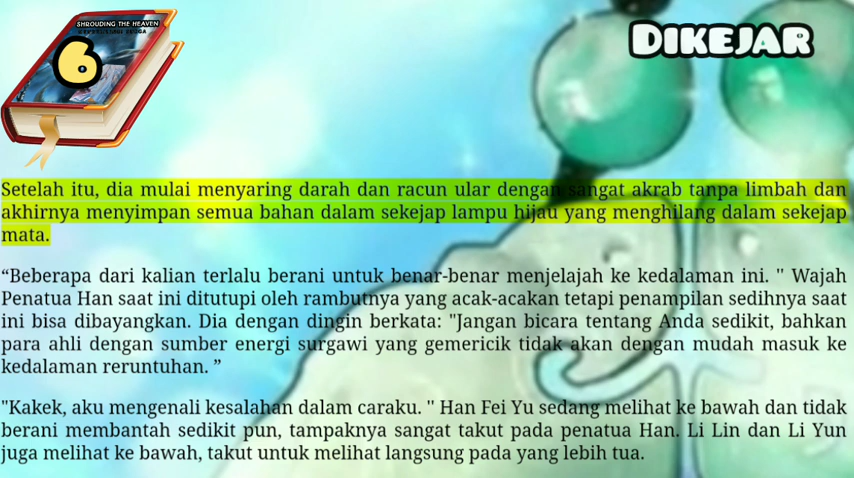 SHROUDING THE HEAVEN
6
DIKEJAR
Setelah itu, dia mulai menyaring darah dan racun ular dengan sangat akrab tanpa limbah dan
akhirnya menyimpan semua bahan dalam sekejap lampu hijau yang menghilang dalam sekejap
mata.
“Beberapa dari kalian terlalu berani untuk benar-benar menjelajah ke kedalaman ini. " Wajah
Penatua Han saat ini ditutupi oleh rambutnya yang acak-acakan tetapi penampilan sedihnya saat
ini bisa dibayangkan. Dia dengan dingin berkata: "Jangan bicara tentang Anda sedikit, bahkan
para ahli dengan sumber energi surgawi yang gemericik tidak akan dengan mudah masuk ke
kedalaman reruntuhan. ”
"Kakek, aku mengenali kesalahan dalam caraku. " Han Fei Yu sedang melihat ke bawah dan tidak
berani membantah sedikit pun, tampaknya sangat takut pada penatua Han. Li Lin dan Li Yun
juga melihat ke bawah, takut untuk melihat langsung pada yang lebih tua.